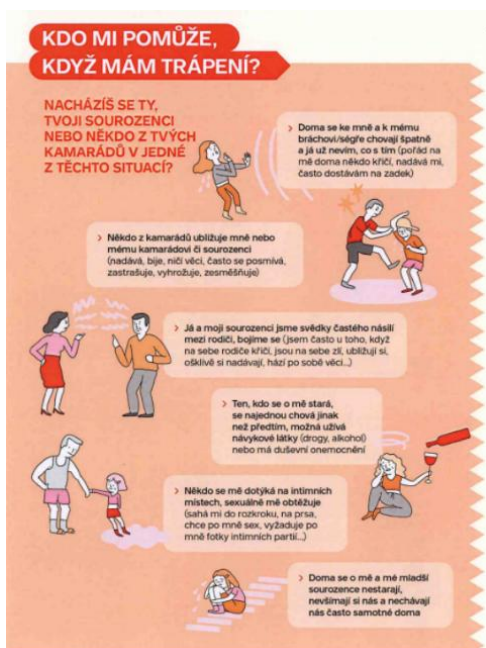 KDO MI POMŮŽE,
KDYŽ MÁM TRÁPENÍ?
NACHÁZÍŠ SE TY,
TVOJI SOUROZENCI
NEBO NĚKDO Z TVÝCH
KAMARÁDŮ V JEDNÉ
Z TĚCHTO SITUACÍ?
> Doma se ke mně a k mému
bráchovi/ségře chovají špatně
a já už nevím, co s tím (pořád na
mě doma někdo křičí, nadává mi,
často dostávám na zadek)
> Někdo z kamarádů ubližuje mně nebo
mému kamarádovi či sourozenci
(nadává, bije, ničí věci, často se posmívá,
zastrašuje, vyhrožuje, zesměšňuje)
> Já a moji sourozenci jsme svědky častého násilí
mezi rodiči, bojíme se (jsem často u toho, když
na sebe rodiče křičí, jsou na sebe zlí, ubližují si,
ošklivě si nadávají, hází po sobě věci...)
> Ten, kdo se o mě stará,
se najednou chová jinak
než předtím, možná užívá
návykové látky (drogy, alkohol)
nebo má duševní onemocnění
> Někdo se mě dotýká na intimních
místech, sexuálně mě obtěžuje
(sahá mi do rozkroku, na prsa,
chce po mně sex, vyžaduje po
mně fotky intimních partií...)
> Doma se o mě a mé mladší
sourozence nestarají,
nevšímají si nás a nechávají
nás často samotné doma